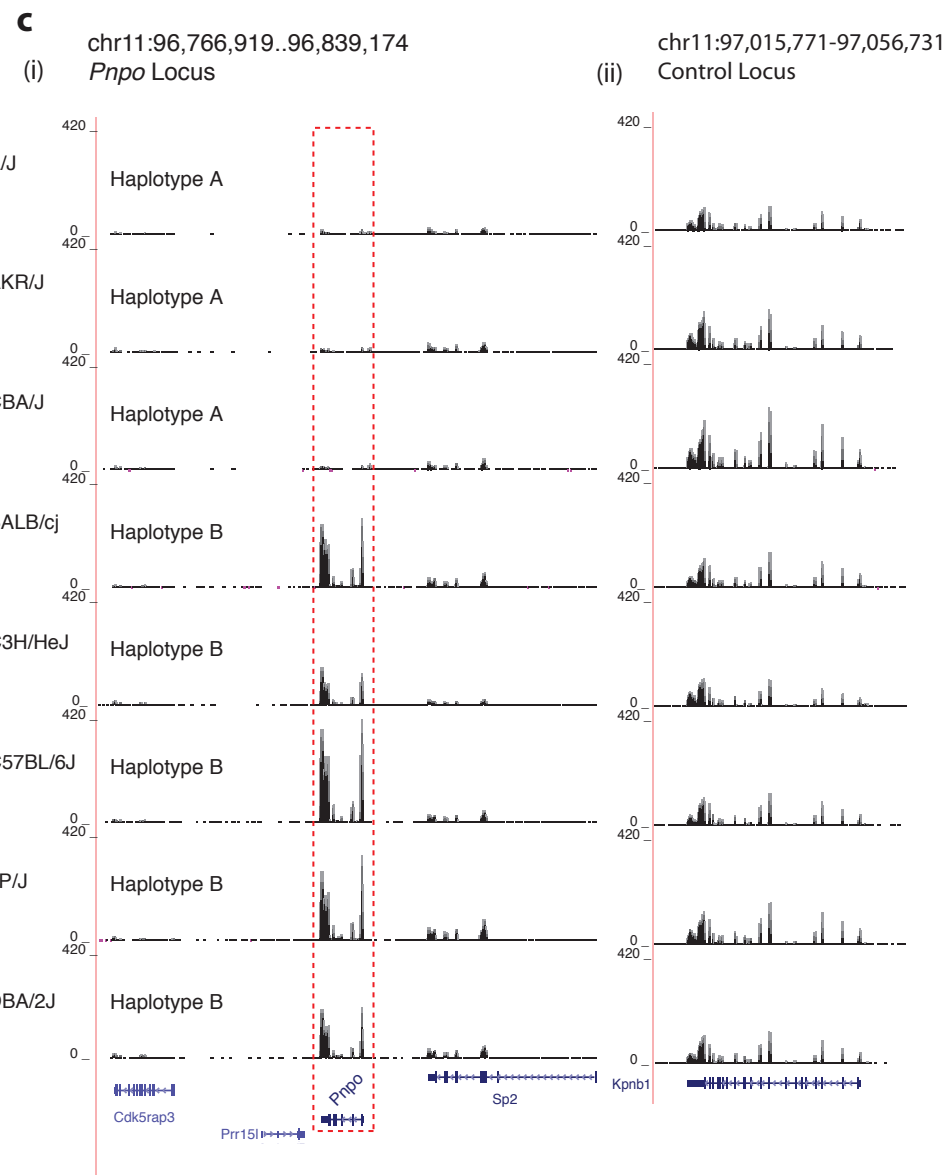 c
chr11:96,766,919..96,839,174
(i) Pnpo Locus
chr11:97,015,771-97,056,731
(ii) Control Locus
420
420
/J
Haplotype A
0
0
420
420
KR/J
Haplotype A
0
0
420
420
BA/J
Haplotype A
0
0
420
420
ALB/cj
Haplotype B
0
0
420
420
3H/HeJ
Haplotype B
0
0
420
420
57BL/6J
Haplotype B
0
0
420
420
P/J
Haplotype B
0
0
420
420
BA/2J
Haplotype B
0
0
Cdk5rap3
Prr15l
Pnpo
Sp2
Kpnb1